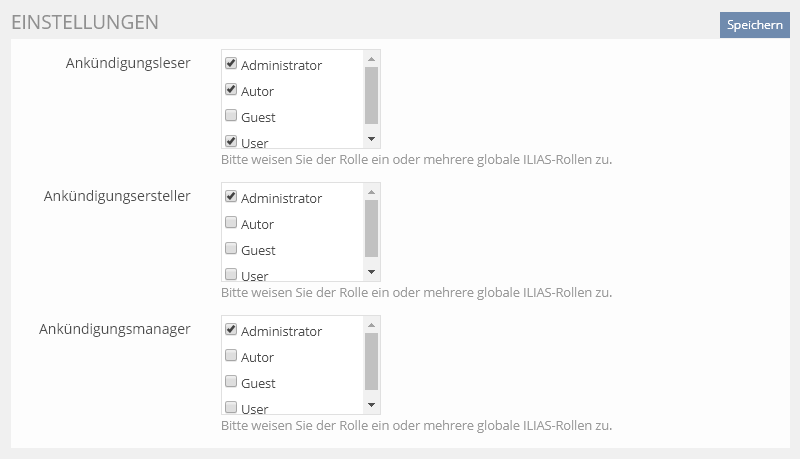 EINSTELLUNGEN
Speichern
Ankündigungsleser
Administrator
Autor
Guest
User
Bitte weisen Sie der Rolle ein oder mehrere globale ILIAS-Rollen zu.
Ankündigungsersteller
Administrator
Autor
Guest
User
Bitte weisen Sie der Rolle ein oder mehrere globale ILIAS-Rollen zu.
Ankündigungsmanager
Administrator
Autor
Guest
User
Bitte weisen Sie der Rolle ein oder mehrere globale ILIAS-Rollen zu.